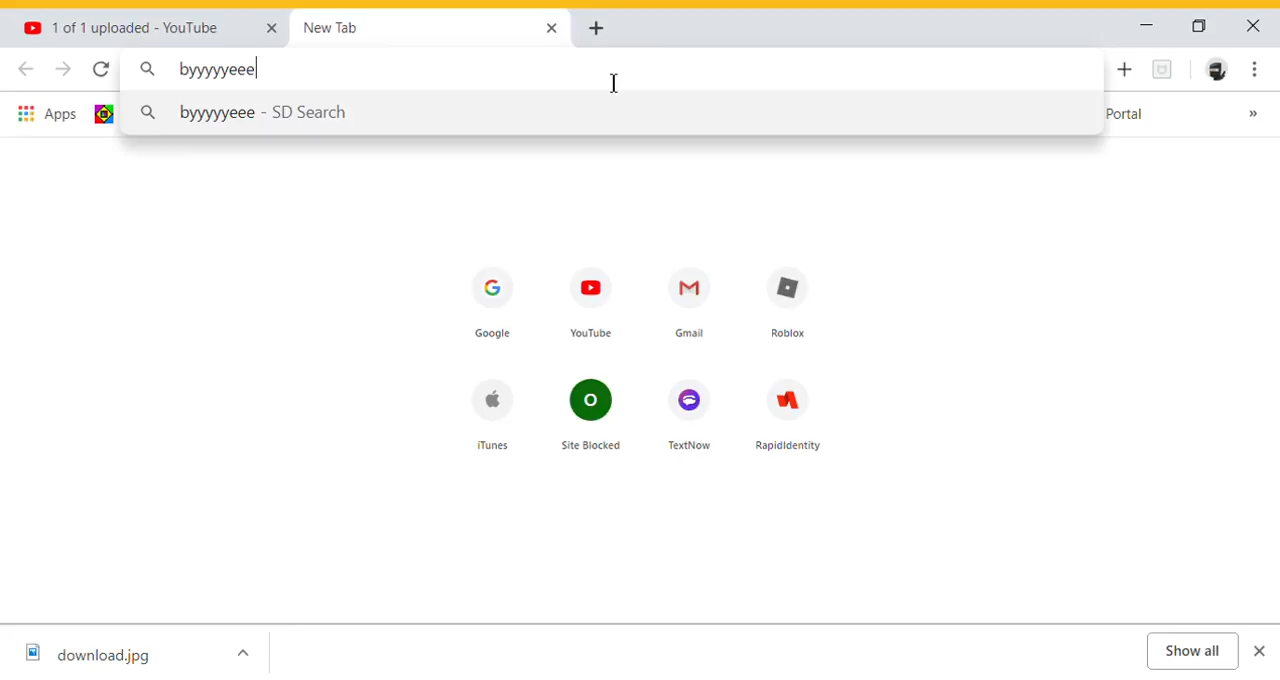 1 of 1 uploaded - YouTube
New Tab
byyyyyeee
byyyyyeee - SD Search
Apps
Portal
»
Google
YouTube
Gmail
Roblox
iTunes
O
Site Blocked
TextNow
RapidIdentity
download.jpg
Show all